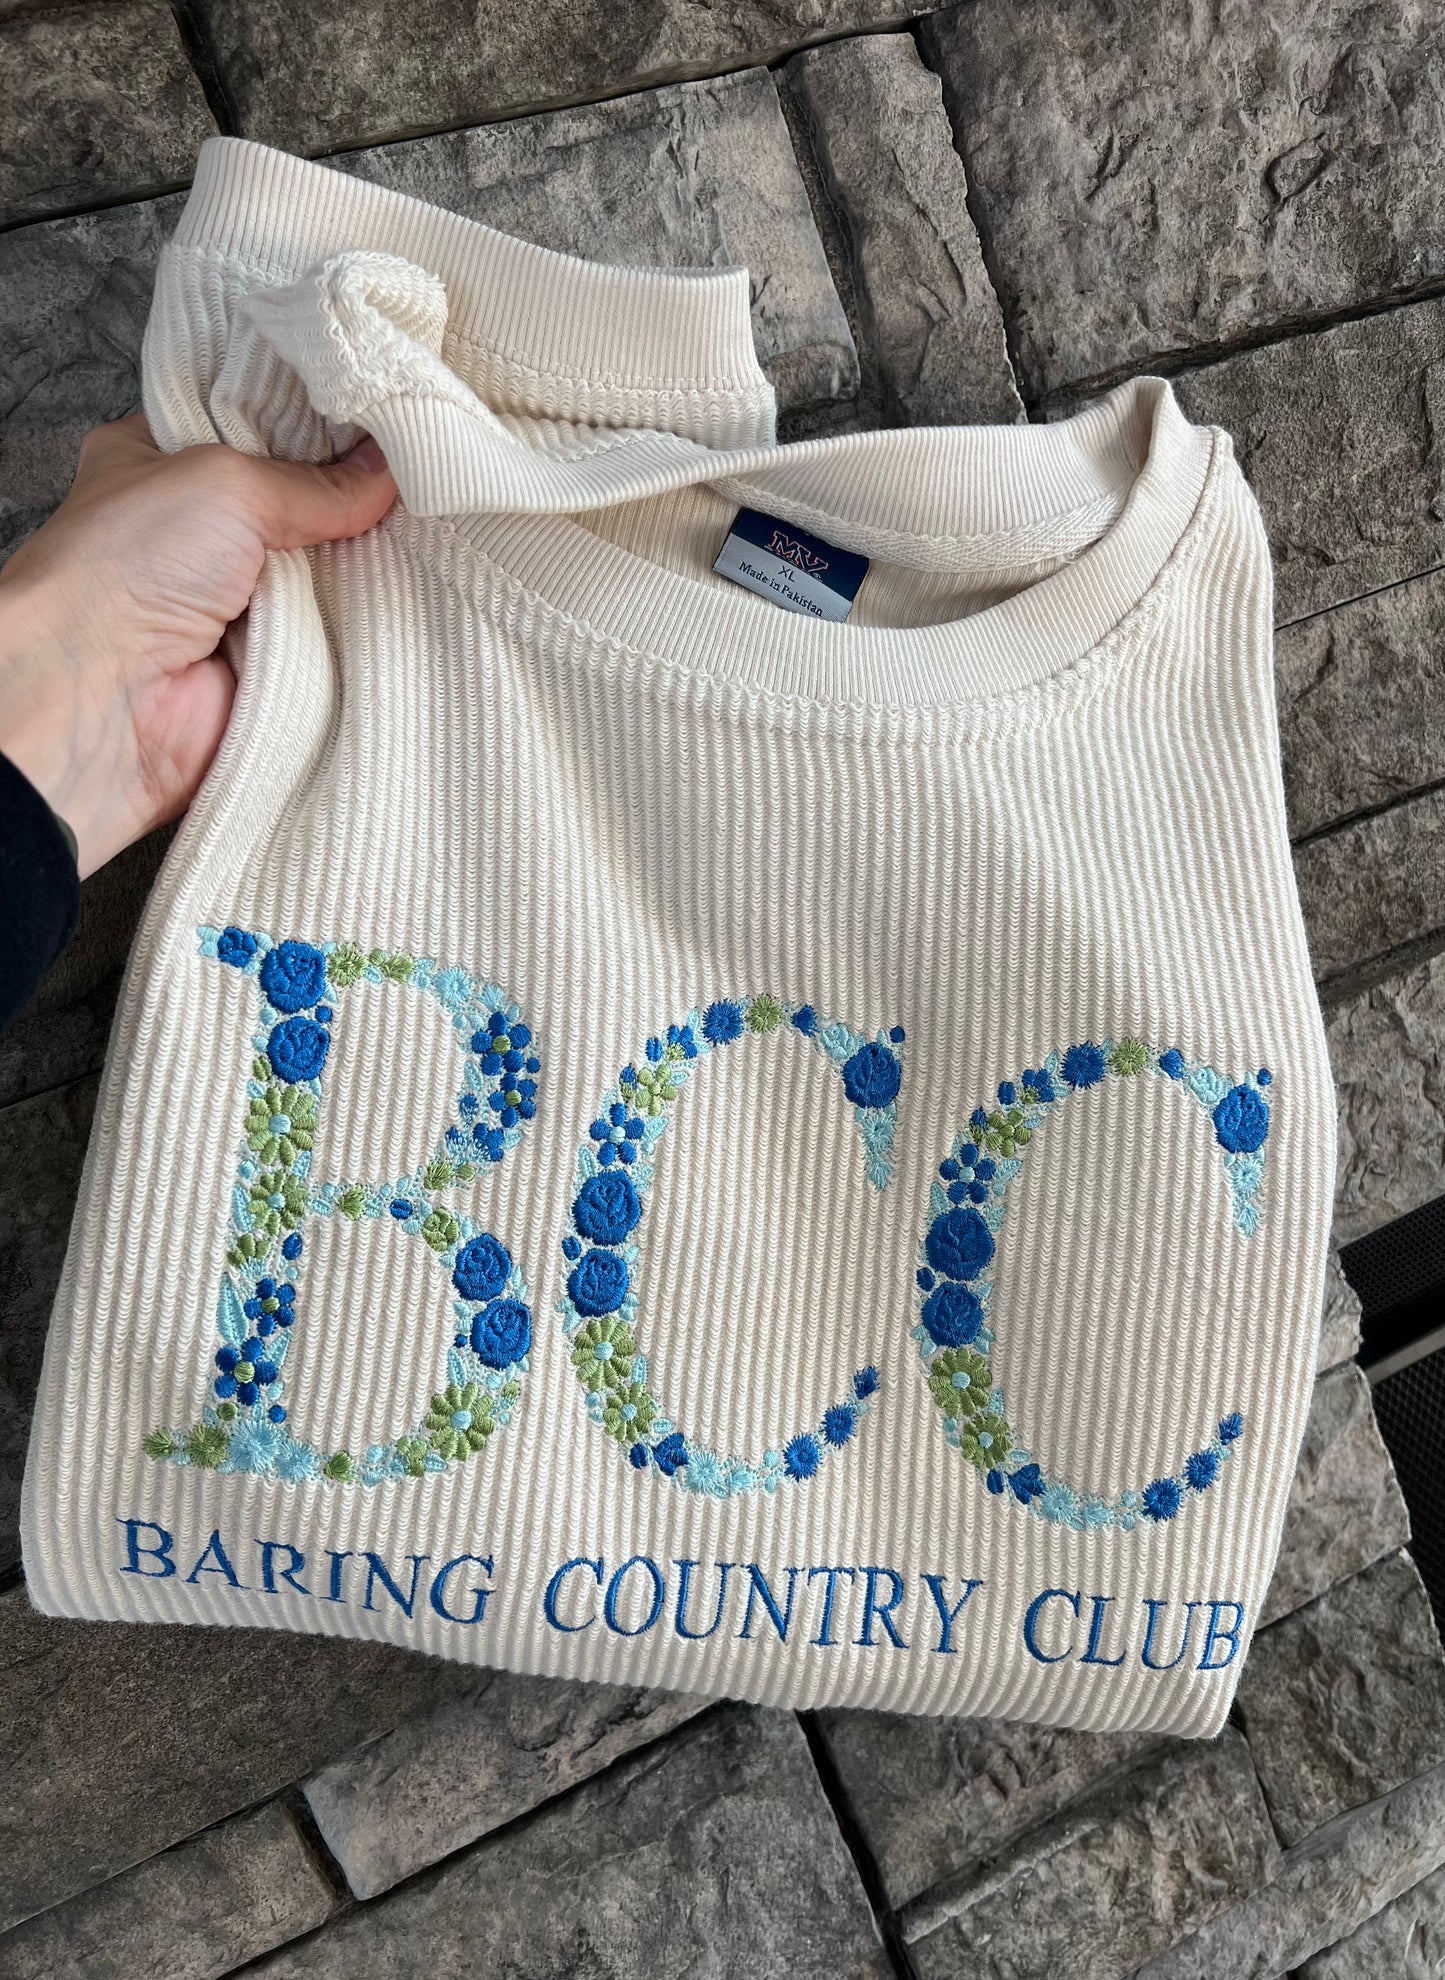 MV
XL
Made in Pakistan
BCC
BARING COUNTRY CLUB